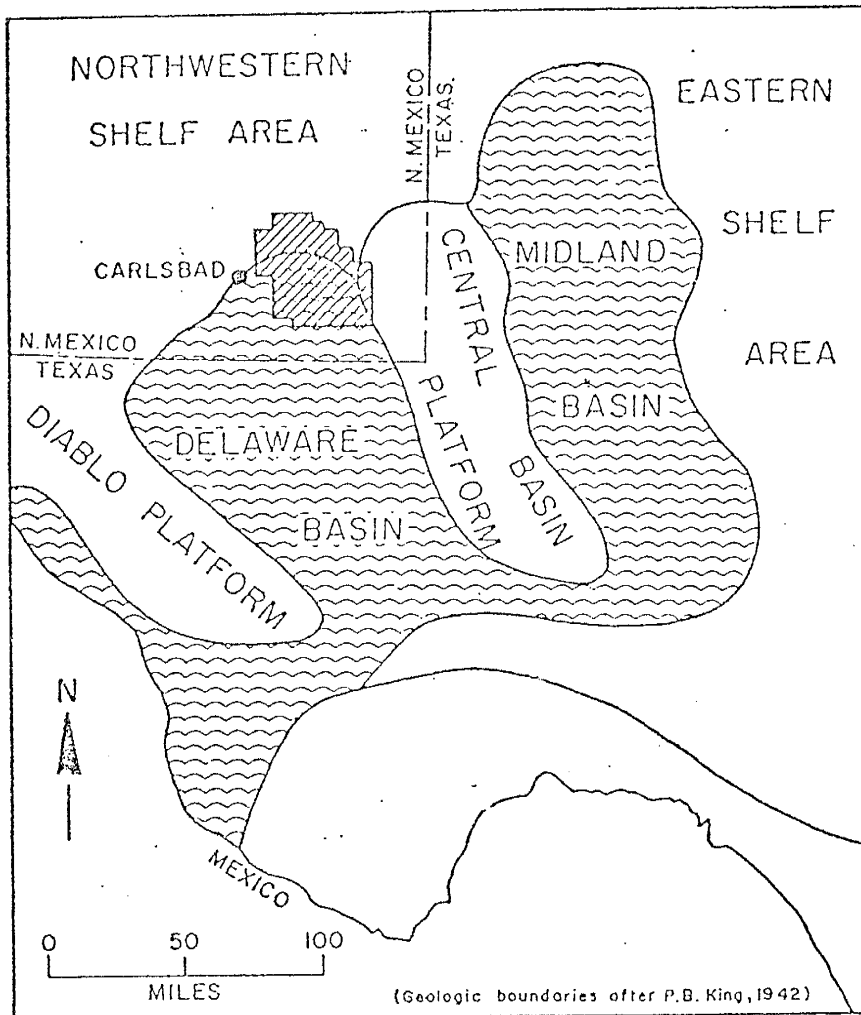 NORTHWESTERN
SHELF AREA
N. MEXICO
TEXAS.
EASTERN
SHELF
AREA
CARLSBAD
MIDLAND
BASIN
CENTRAL
BASIN
PLATFORM
N. MEXICO
TEXAS
DIABLO PLATFORM
DELAWARE
BASIN
N
MEXICO
0 50 100
MILES
(Geologic boundaries after P.B. King, 1942)